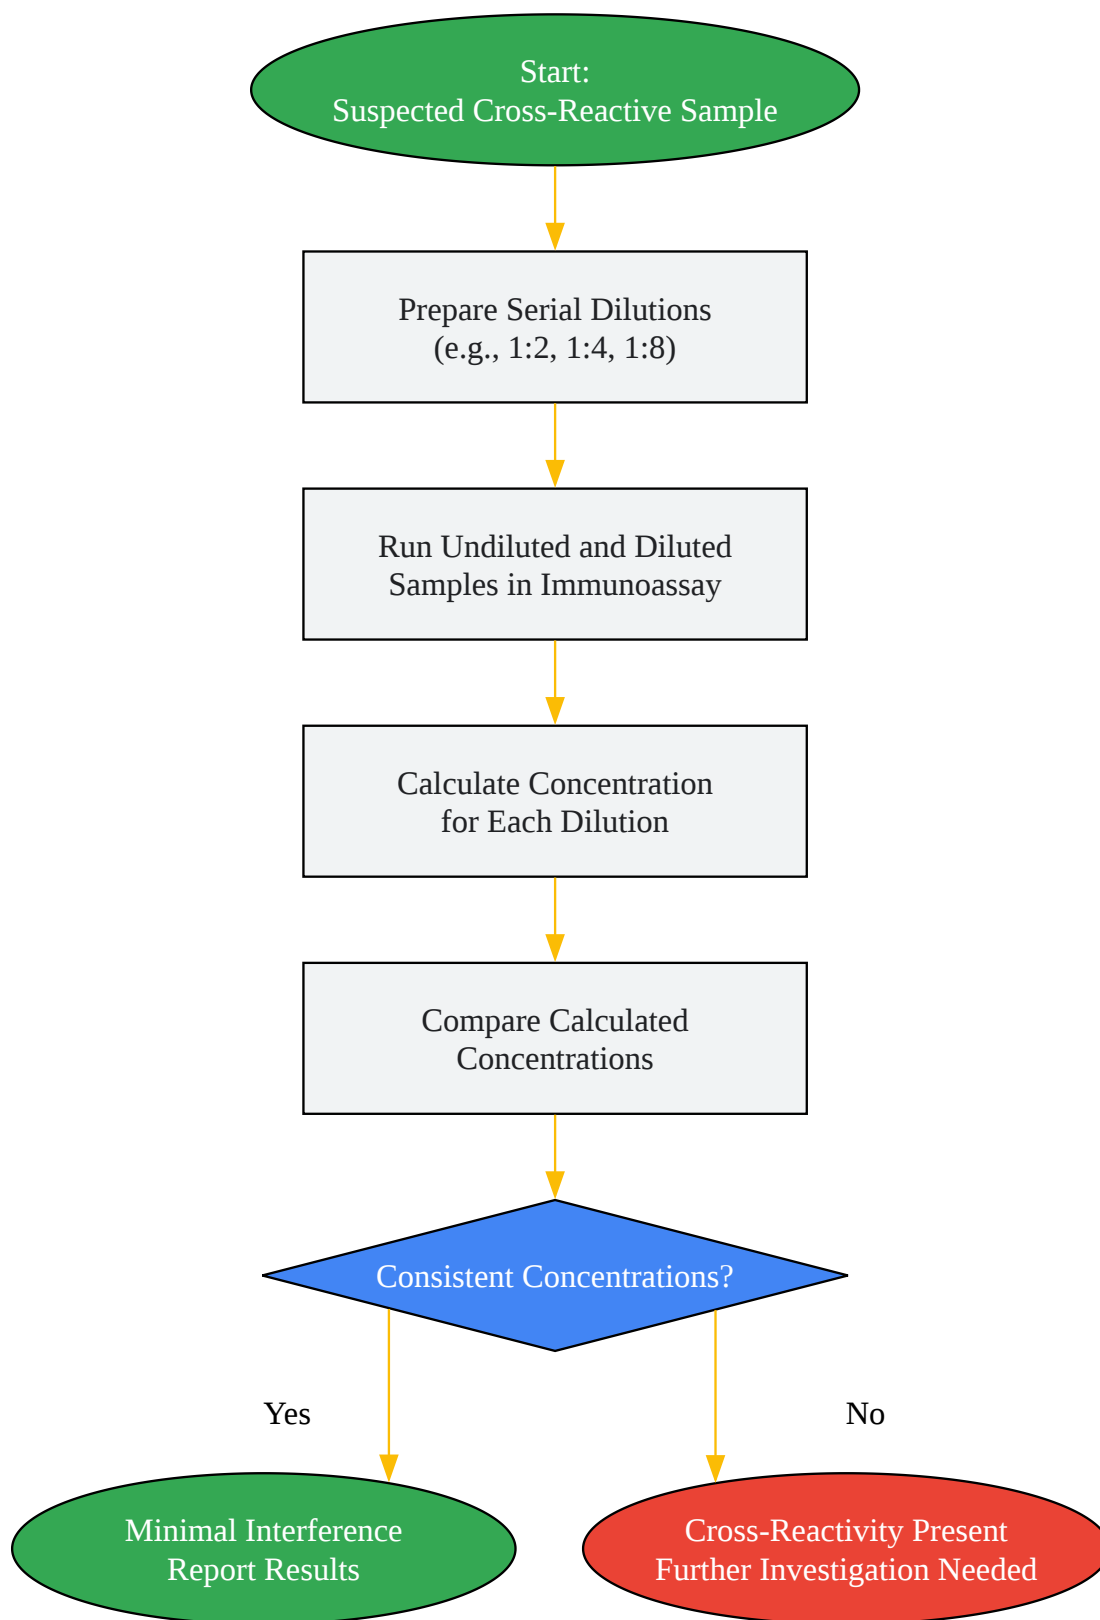 Start:
Suspected Cross-Reactive Sample
Prepare Serial Dilutions
(e.g., 1:2, 1:4, 1:8)
Run Undiluted and Diluted
Samples in Immunoassay
Calculate Concentration
for Each Dilution
Compare Calculated
Concentrations
Consistent Concentrations?
Yes
No
Minimal Interference
Report Results
Cross-Reactivity Present
Further Investigation Needed